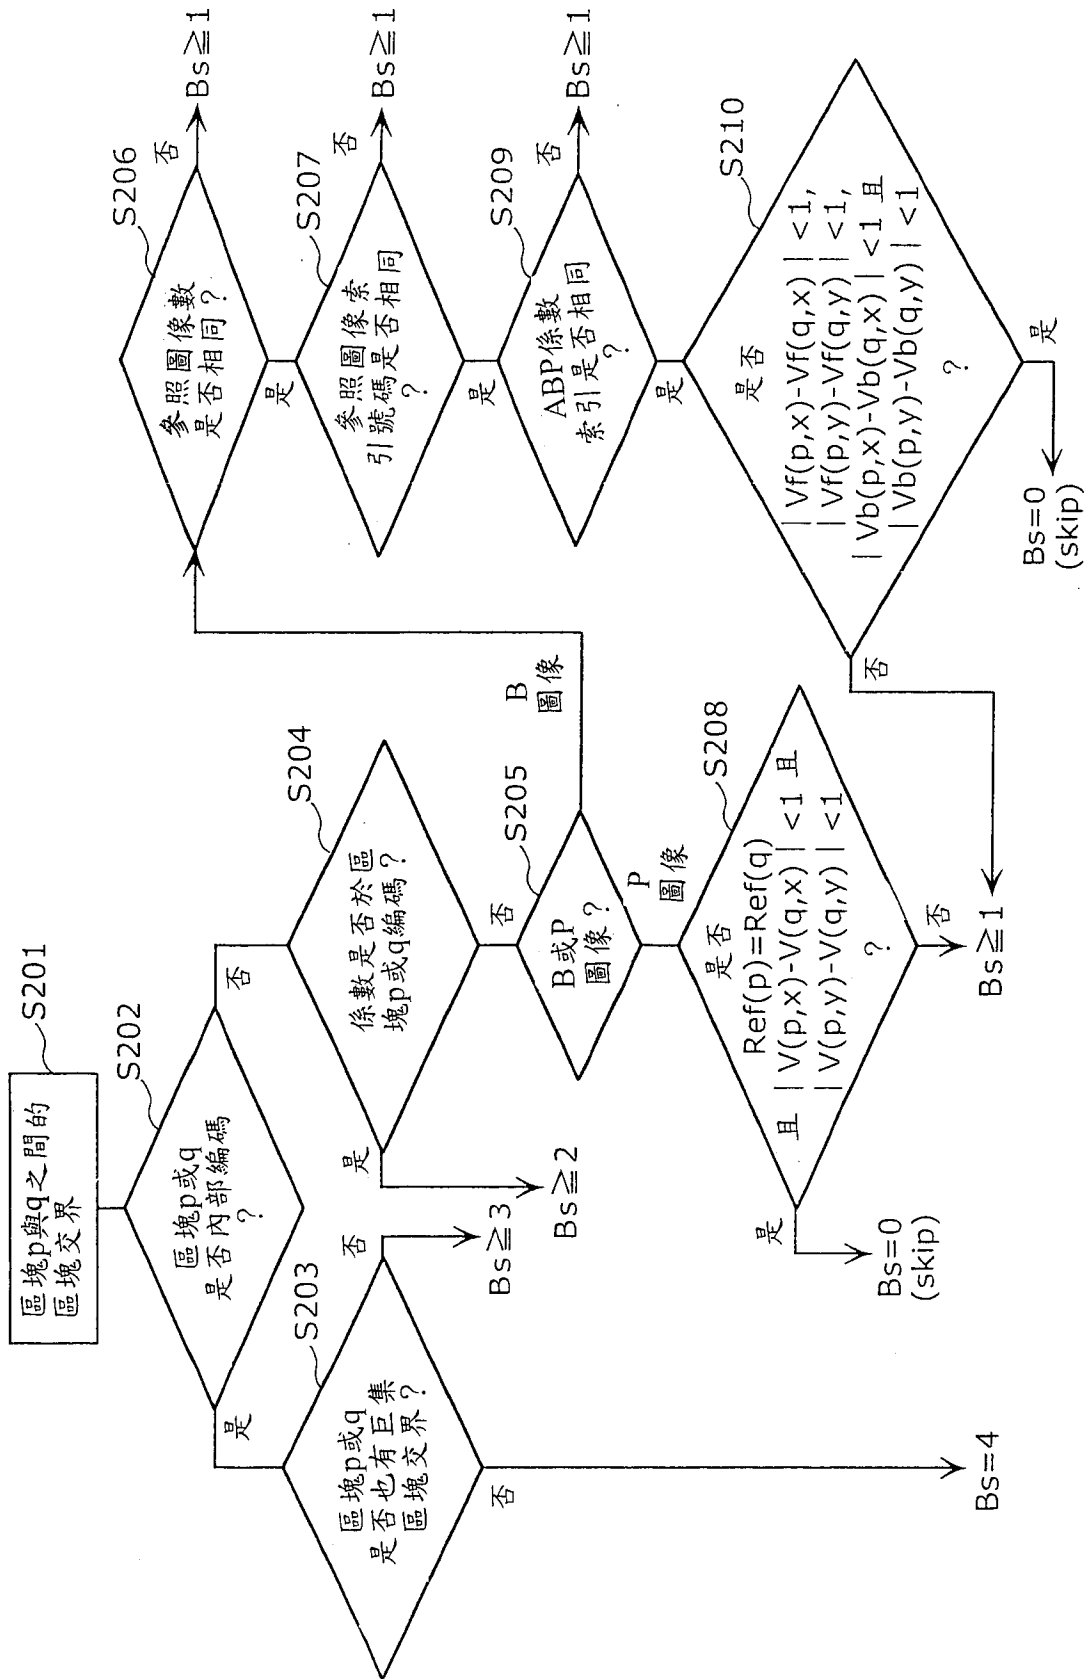 S201
區塊p與q之間的
區塊交界
S202
區塊p或q
是否內部編碼
?
是
否
S203
區塊p或q
是否也有巨集
區塊交界?
否
否
Bs≧3
Bs=4
S204
係數是否於區
塊p或q編碼?
是
Bs≧2
否
S205
B或P
圖像?
B
圖像
P
圖像
S208
是否
Ref(p)=Ref(q)
且 | V(p,x)-V(q,x) | <1 且
| V(p,y)-V(q,y) | <1
?
是
Bs=0
(skip)
否
Bs≧1
S206
參照圖像數
是否相同?
否
Bs≧1
是
S207
參照圖像索
引號碼是否相同
?
否
Bs≧1
是
S209
ABP係數
索引是否相同
?
否
Bs≧1
是
S210
是否
| Vf(p,x)-Vf(q,x) | <1,
| Vf(p,y)-Vf(q,y) | <1,
| Vb(p,x)-Vb(q,x) | <1 且
| Vb(p,y)-Vb(q,y) | <1
?
否
是
Bs=0
(skip)